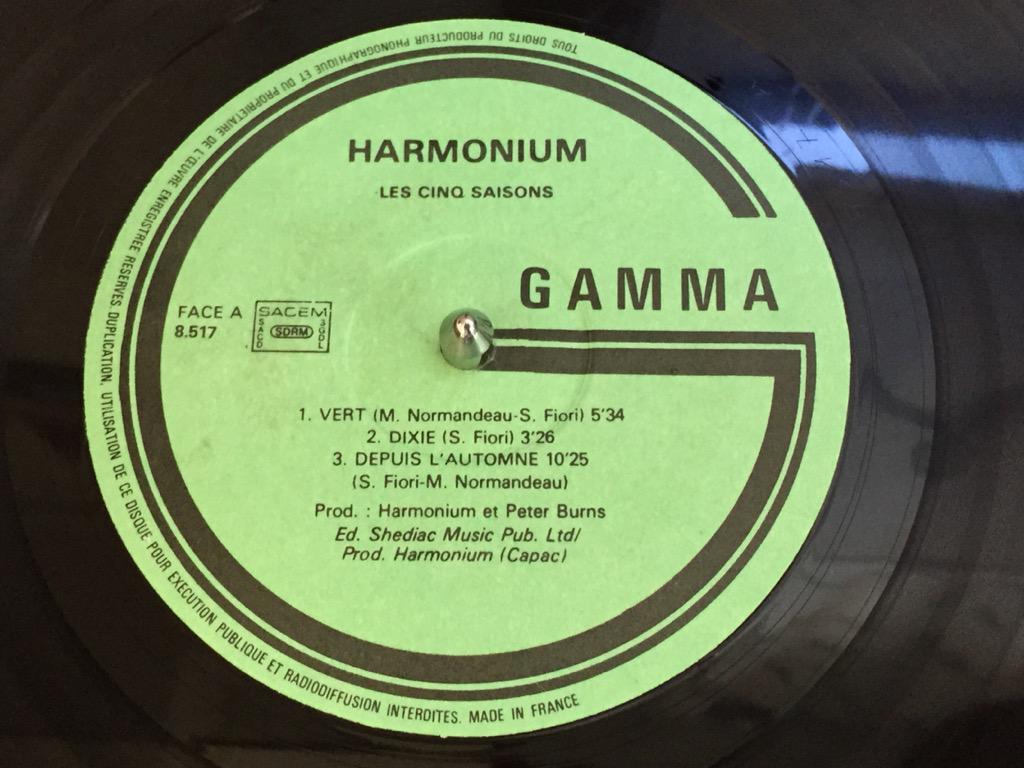 HARMONIUM
LES CINQ SAISONS
GAMMA
FACE A
8.517
SACEM
SACD
SDRM
SGDL
1. VERT (M. Normandeau-S. Fiori) 5'34
2. DIXIE (S. Fiori) 3'26
3. DEPUIS L'AUTOMNE 10'25
(S. Fiori-M. Normandeau)
Prod. : Harmonium et Peter Burns
Ed. Shediac Music Pub. Ltd/
Prod. Harmonium (Capac)
TOUS DROITS DU PRODUCTEUR PHONOGRAPHIQUE ET DU PROPRIETAIRE DE L'ŒUVRE ENREGISTREE RESERVES. DUPLICATION, UTILISATION DE CE DISQUE POUR EXECUTION PUBLIQUE ET RADIODIFFUSION INTERDITES. MADE IN FRANCE